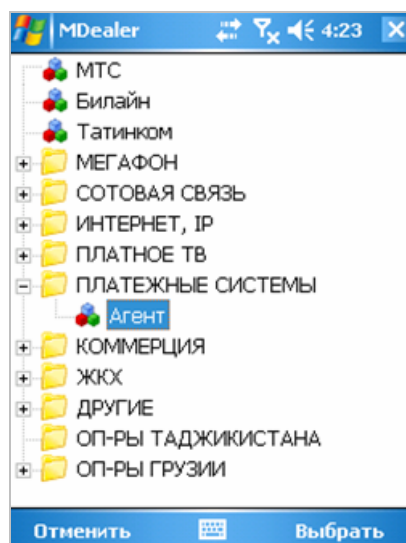 MDealer 4:23
МТС
Билайн
Татинком
МЕГАФОН
СОТОВАЯ СВЯЗЬ
ИНТЕРНЕТ, IP
ПЛАТНОЕ ТВ
ПЛАТЕЖНЫЕ СИСТЕМЫ
Агент
КОММЕРЦИЯ
ЖКХ
ДРУГИЕ
ОП-РЫ ТАДЖИКИСТАНА
ОП-РЫ ГРУЗИИ
Отменить Выбрать